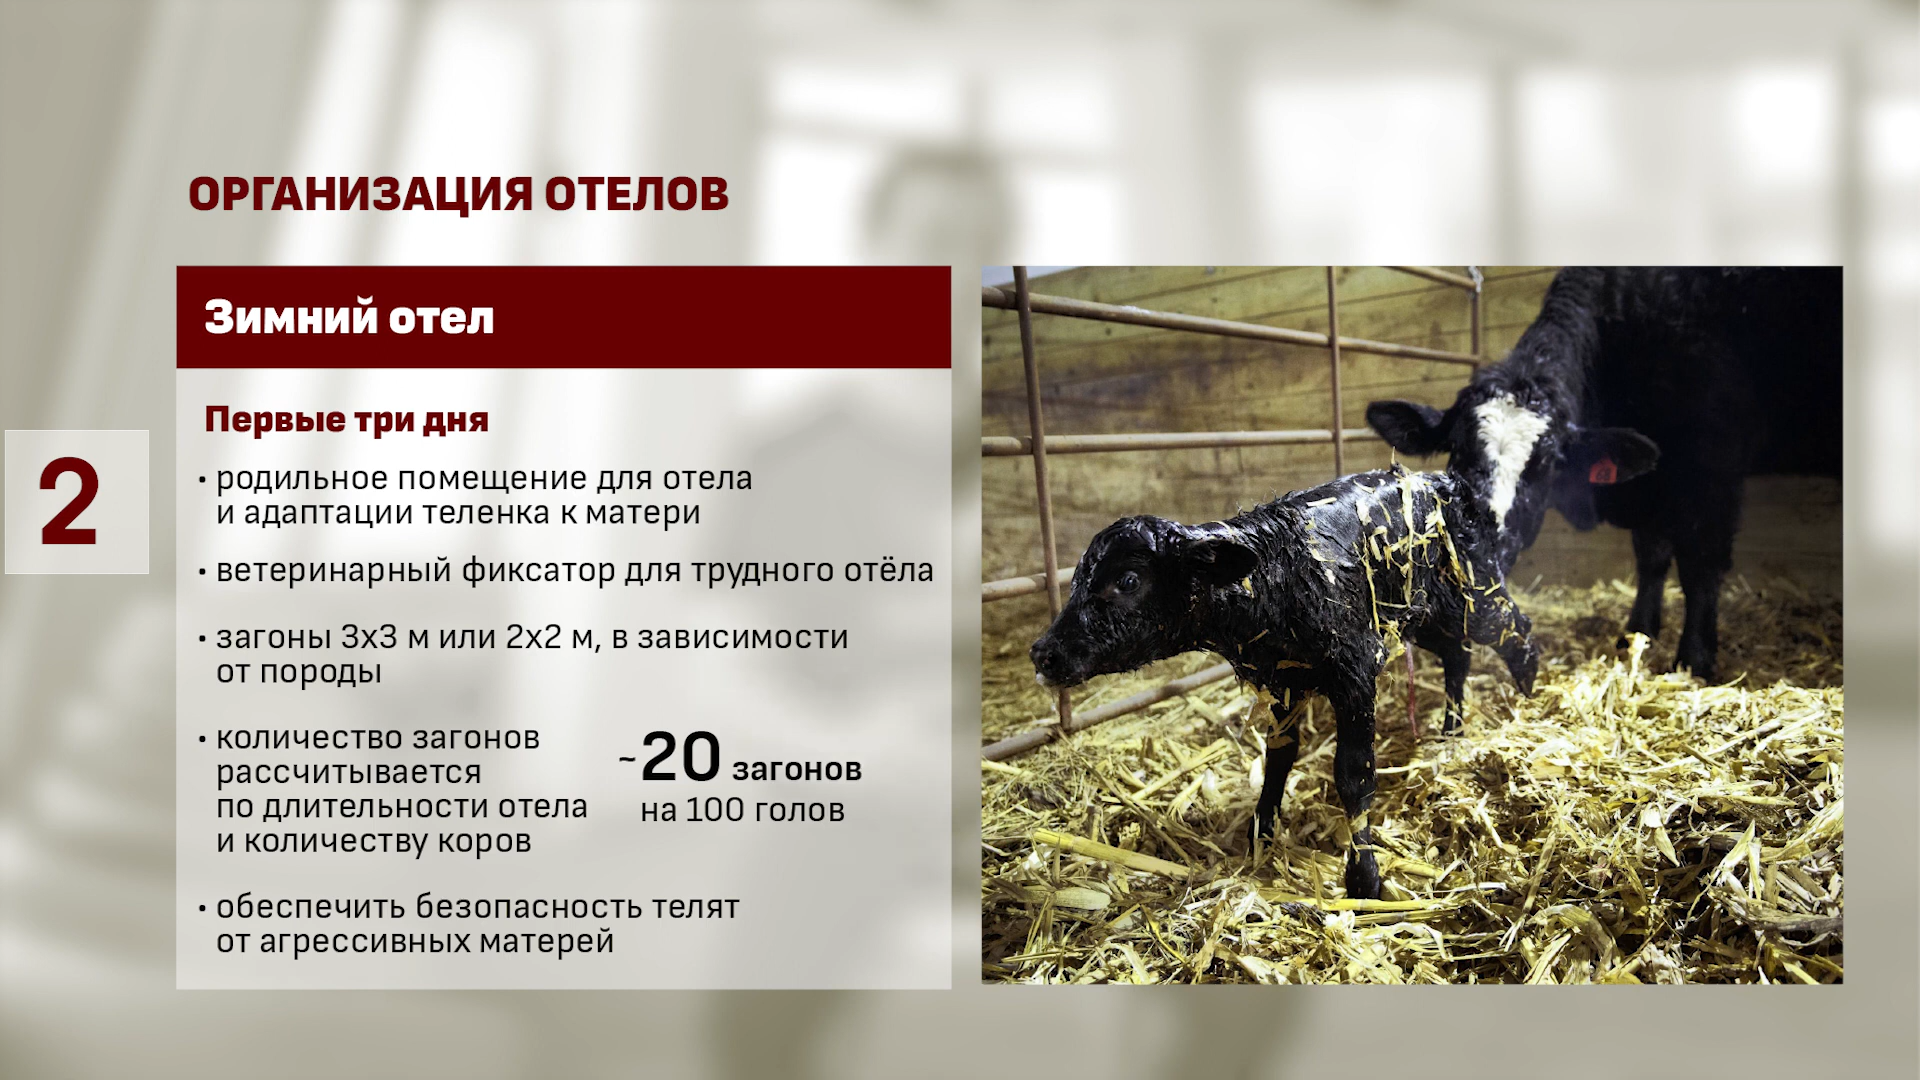 ОРГАНИЗАЦИЯ ОТЕЛОВ
Зимний отел
2
Первые три дня
· родильное помещение для отела
и адаптации теленка к матери
· ветеринарный фиксатор для трудного отёла
· загоны 3х3 м или 2х2 м, в зависимости
от породы
· количество загонов
рассчитывается
по длительности отела
и количеству коров
~20 загонов
на 100 голов
· обеспечить безопасность телят
от агрессивных матерей